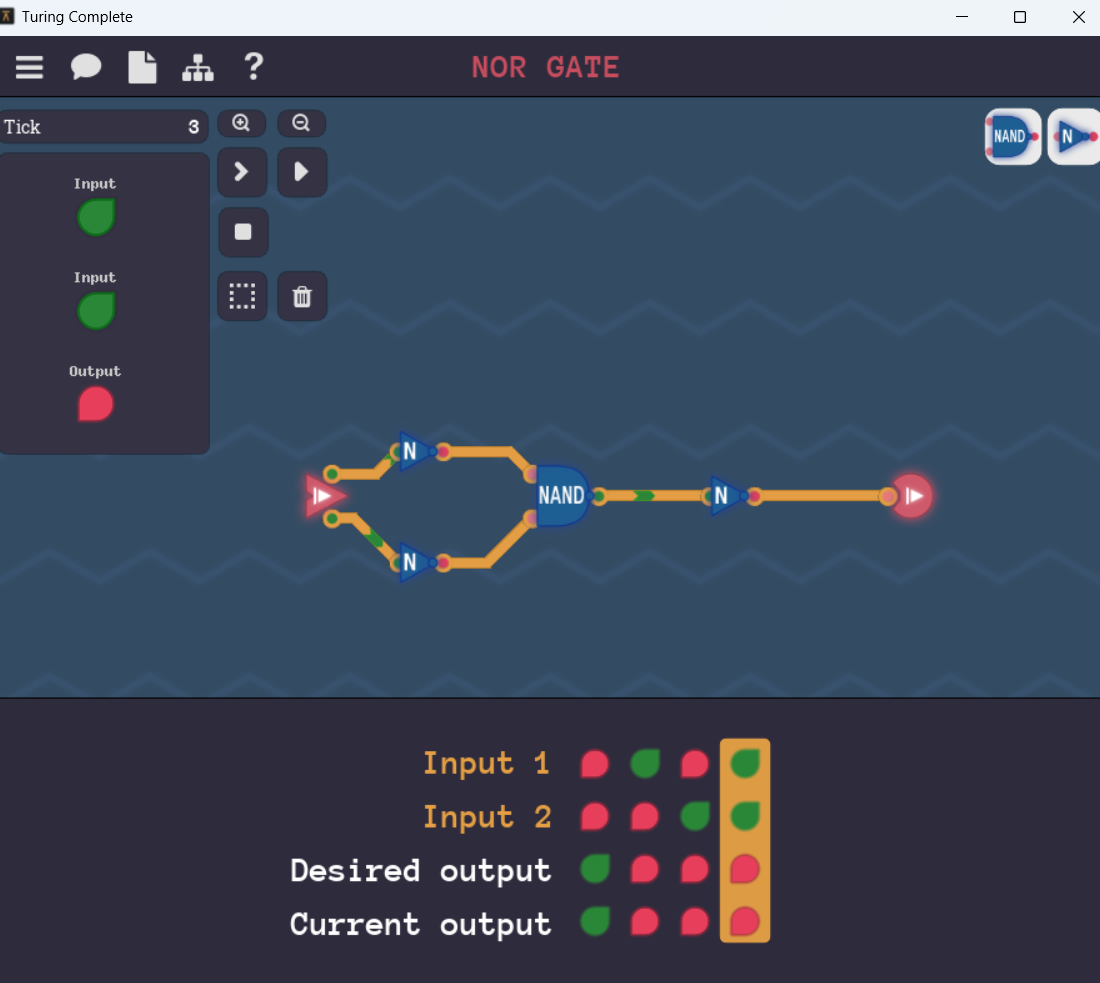 Turing Complete
?
NOR GATE
Tick 3
NAND N
Input
Input
Output
N
NAND N
N
Input 1
Input 2
Desired output
Current output